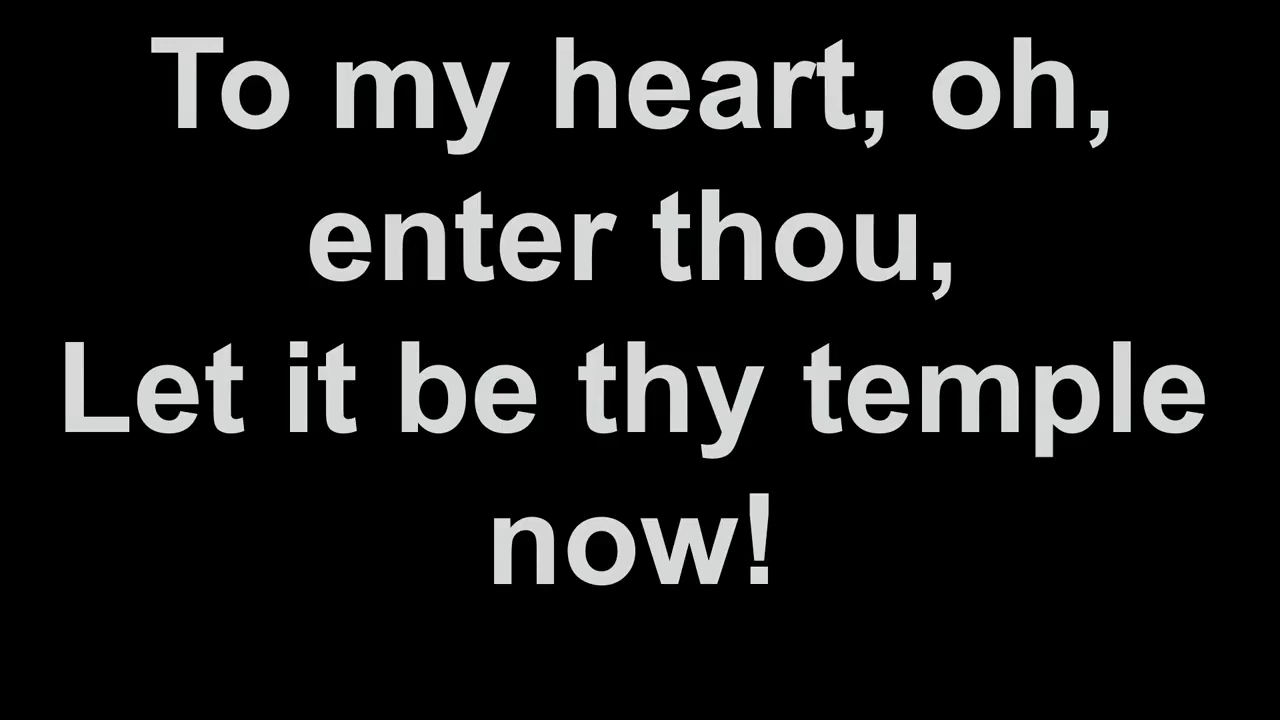 To my heart, oh,
enter thou,
Let it be thy temple
now!